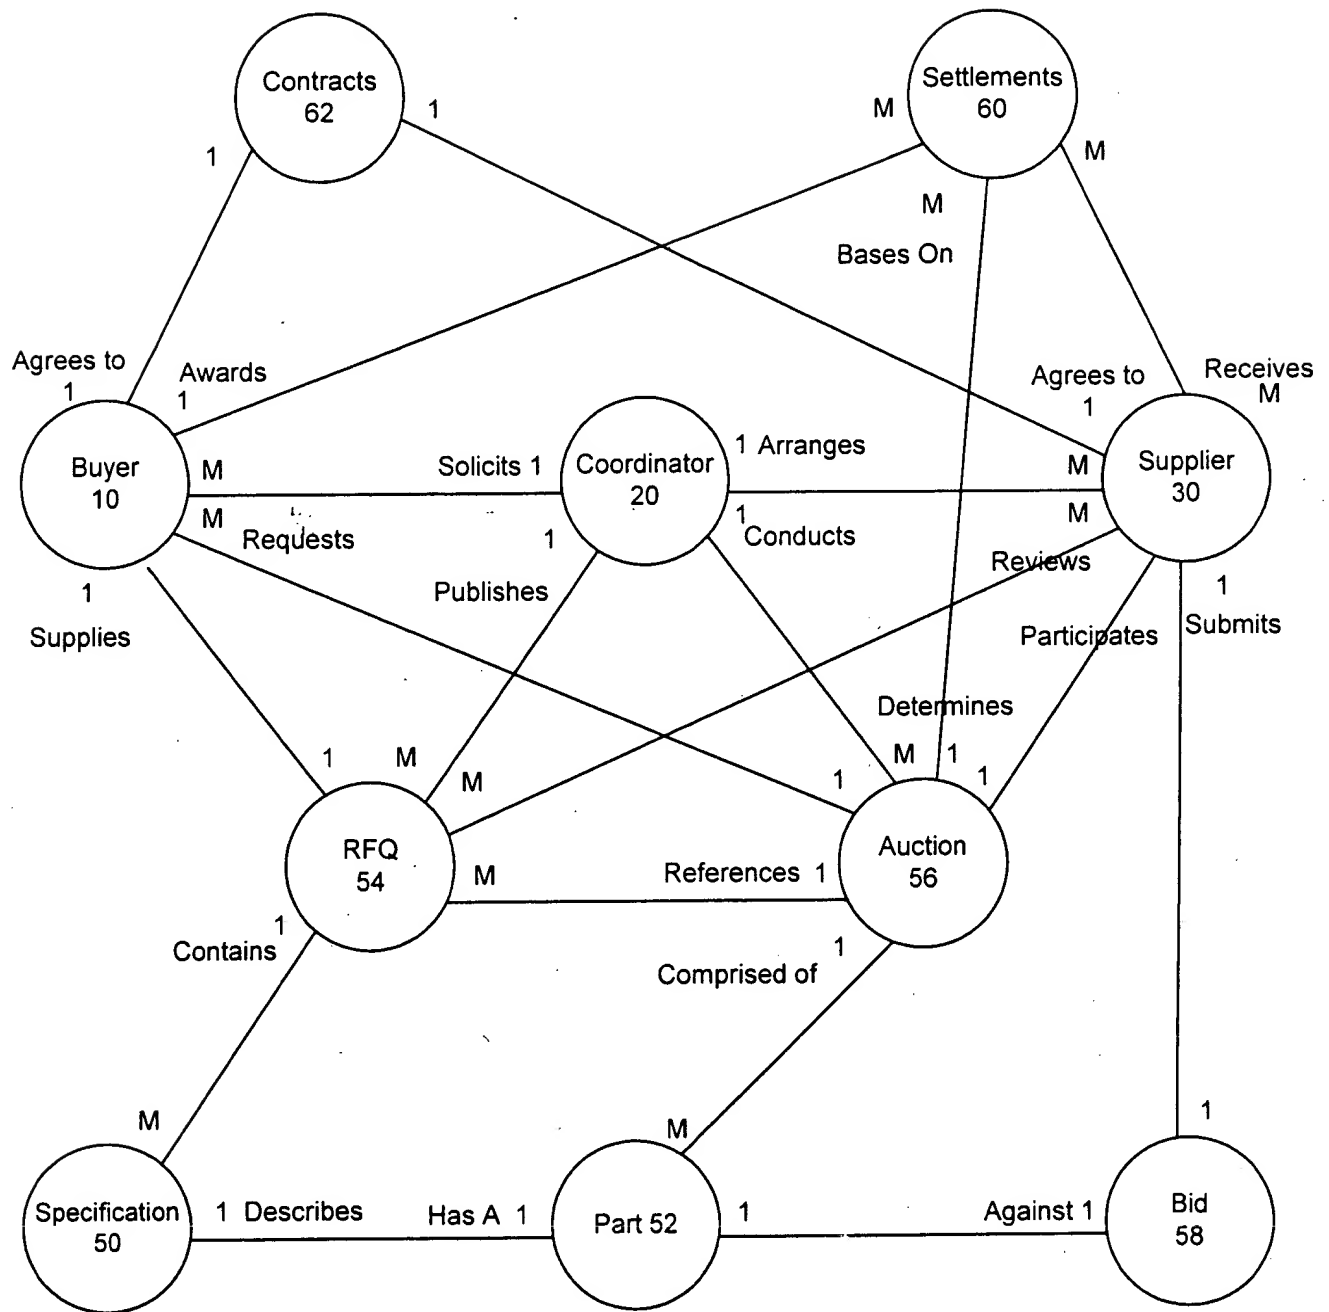 Contracts
62
1
1
Settlements
60
M
M
M
Bases On
Agrees to
1
Awards
1
Agrees to
1
Receives
M
Buyer
10
M
Solicits 1
Coordinator
20
1 Arranges
M
Supplier
30
M
Requests
1
1
Conducts
M
Reviews
1
Supplies
Publishes
Participates
1
Submits
Determines
1
M
M
1
M
1
1
RFQ
54
M
References 1
Auction
56
1
Contains
1
Comprised of
M
M
1
Specification
50
1 Describes
Has A 1
Part 52
1
Against 1
Bid
58